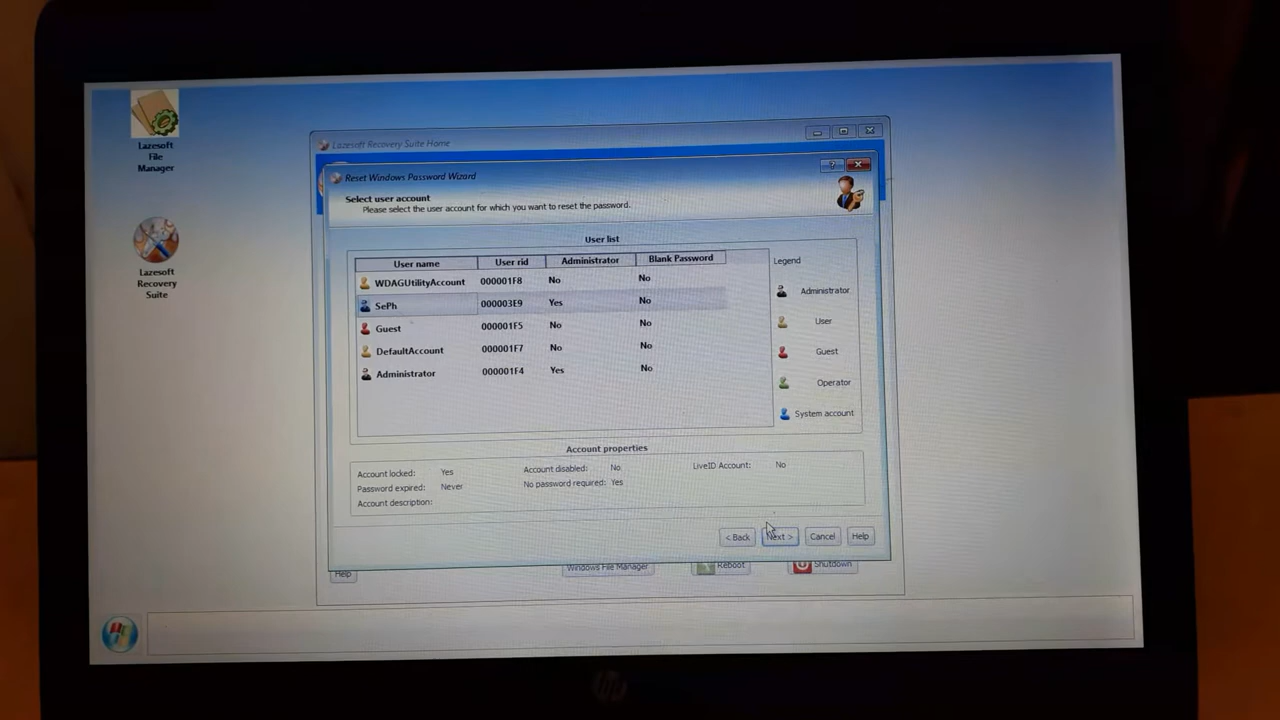 Lazesoft
File
Manager
Lazesoft
Recovery
Suite
Lazesoft Recovery Suite Home
Reset Windows Password Wizard
Select user account
Please select the user account for which you want to reset the password.
User list
User name User rid Administrator Blank Password
WDAGUtilityAccount 000001F8 No No
SePh 000003E9 Yes No
Guest 000001F5 No No
DefaultAccount 000001F7 No No
Administrator 000001F4 Yes No
Legend
Administrator
User
Guest
Operator
System account
Account properties
Account locked: Yes Account disabled: No LiveID Account: No
Password expired: Never No password required: Yes
Account description:
< Back Next > Cancel Help
Help Windows File Manager Reboot Shutdown
hp